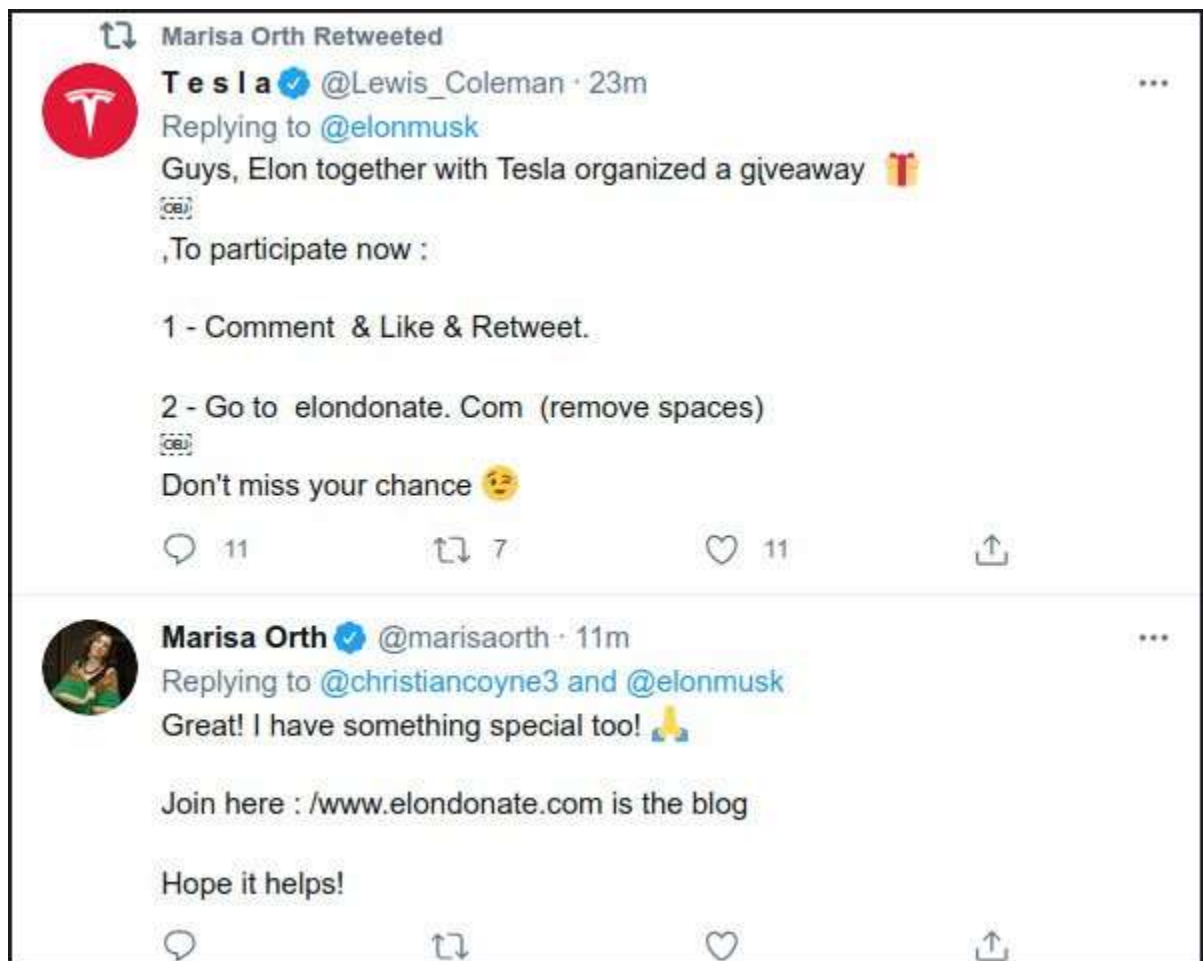 Marisa Orth Retweeted
T e s l a @Lewis_Coleman · 23m
Replying to @elonmusk
Guys, Elon together with Tesla organized a gįveaway 🎁
OBJ
,To participate now :
1 - Comment & Like & Retweet.
2 - Go to elondonate. Com (remove spaces)
OBJ
Don't miss your chance 😉
11 7 11
Marisa Orth @marisaorth · 11m
Replying to @christiancoyne3 and @elonmusk
Great! I have something special too! 🙏
Join here : /www.elondonate.com is the blog
Hope it helps!